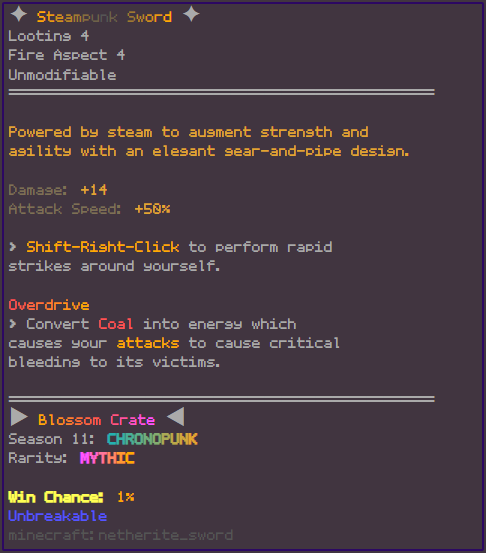 ✦ Steampunk Sword ✦
Looting 4
Fire Aspect 4
Unmodifiable
Powered by steam to augment strength and
agility with an elegant gear-and-pipe design.
Damage: +14
Attack Speed: +50%
> Shift-Right-Click to perform rapid
strikes around yourself.
Overdrive
> Convert Coal into energy which
causes your attacks to cause critical
bleeding to its victims.
▶ Blossom Crate ◀
Season 11: CHRONOPUNK
Rarity: MYTHIC
Win Chance: 1%
Unbreakable
minecraft:netherite_sword